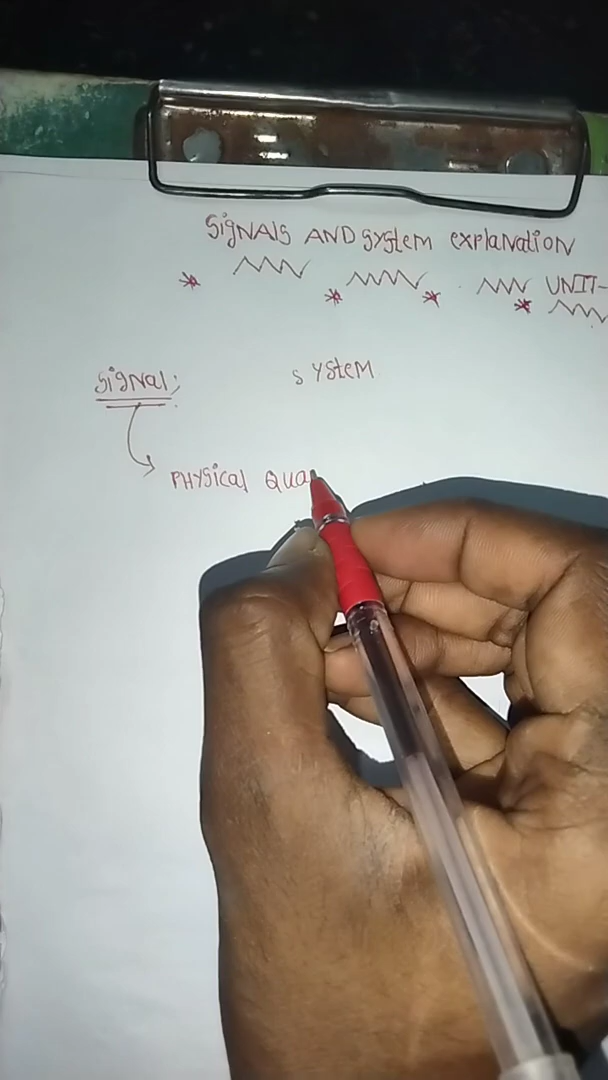 SigNAls AND system explanation
UNIT-
Signal: system
PHYSical QUA